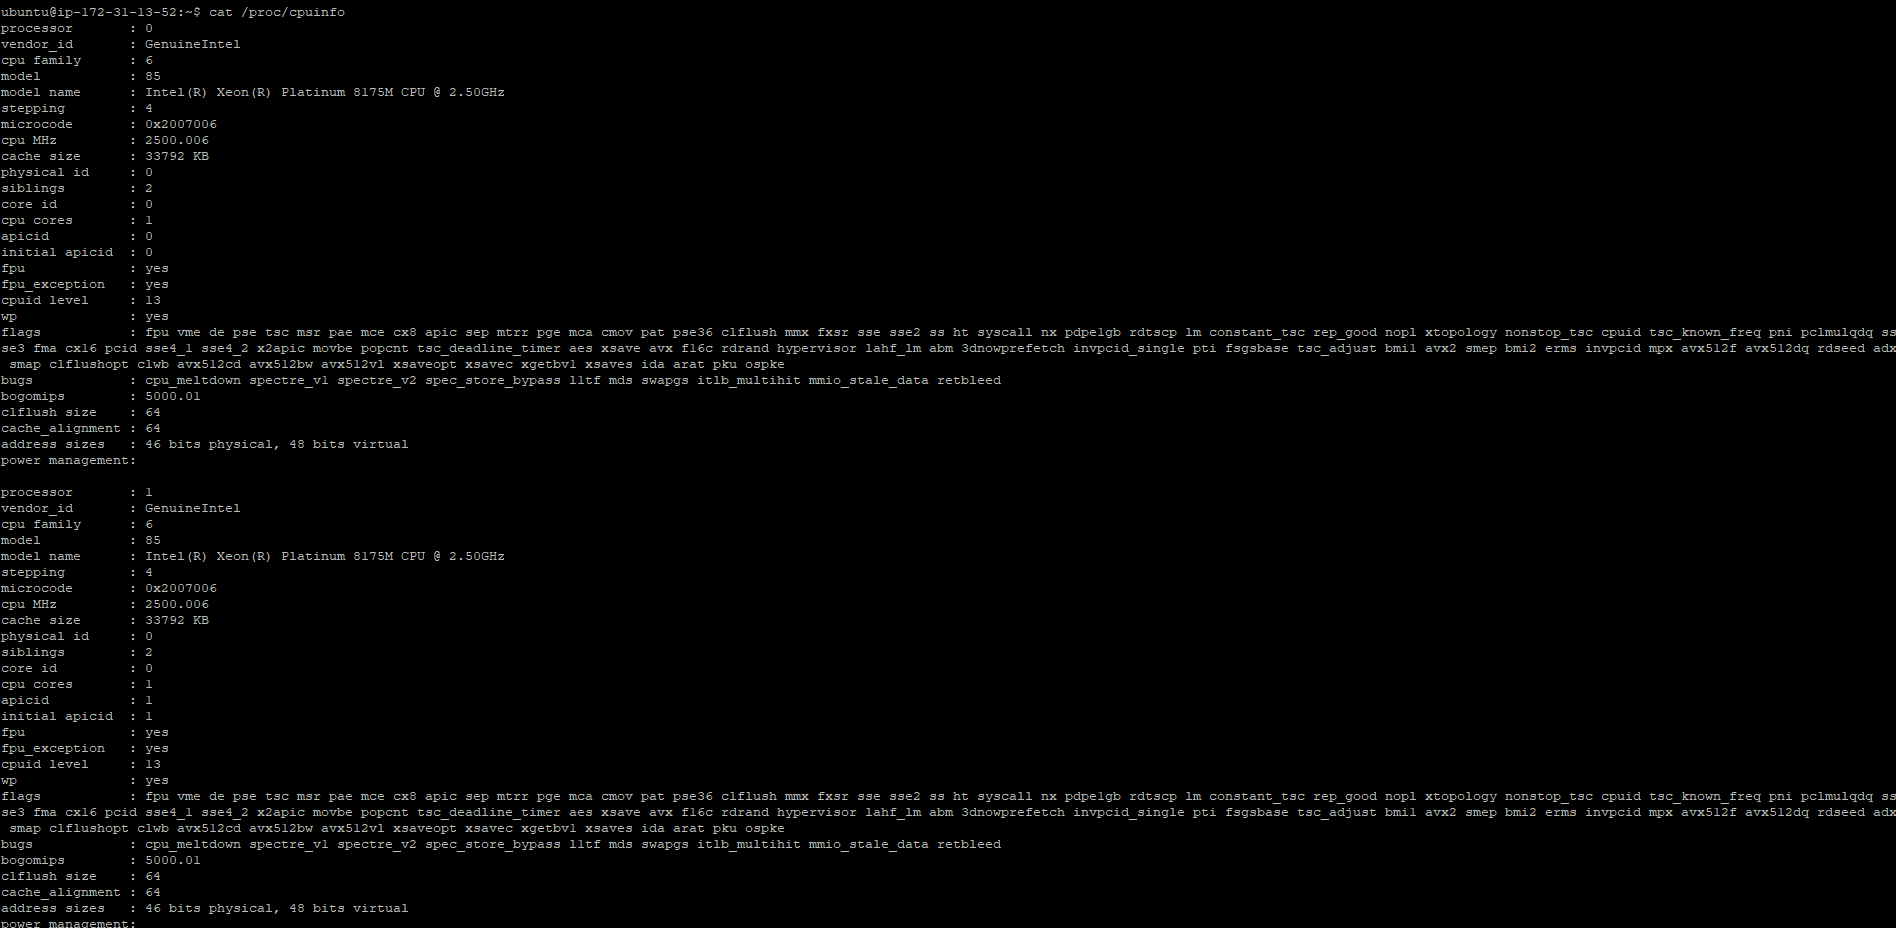 ubuntu@ip-172-31-13-52:~$ cat /proc/cpuinfo
processor       : 0
vendor_id       : GenuineIntel
cpu family      : 6
model           : 85
model name      : Intel(R) Xeon(R) Platinum 8175M CPU @ 2.50GHz
stepping        : 4
microcode       : 0x2007006
cpu MHz         : 2500.006
cache size      : 33792 KB
physical id     : 0
siblings        : 2
core id         : 0
cpu cores       : 1
apicid          : 0
initial apicid  : 0
fpu             : yes
fpu_exception   : yes
cpuid level     : 13
wp              : yes
flags           : fpu vme de pse tsc msr pae mce cx8 apic sep mtrr pge mca cmov pat pse36 clflush mmx fxsr sse sse2 ss ht syscall nx pdpe1gb rdtscp lm constant_tsc rep_good nopl xtopology nonstop_tsc cpuid tsc_known_freq pni pclmulqdq ss
se3 fma cx16 pcid sse4_1 sse4_2 x2apic movbe popcnt tsc_deadline_timer aes xsave avx f16c rdrand hypervisor lahf_lm abm 3dnowprefetch invpcid_single pti fsgsbase tsc_adjust bmi1 avx2 smep bmi2 erms invpcid mpx avx512f avx512dq rdseed adx
 smap clflushopt clwb avx512cd avx512bw avx512vl xsaveopt xsavec xgetbv1 xsaves ida arat pku ospke
bugs            : cpu_meltdown spectre_v1 spectre_v2 spec_store_bypass l1tf mds swapgs itlb_multihit mmio_stale_data retbleed
bogomips        : 5000.01
clflush size    : 64
cache_alignment : 64
address sizes   : 46 bits physical, 48 bits virtual
power management:

processor       : 1
vendor_id       : GenuineIntel
cpu family      : 6
model           : 85
model name      : Intel(R) Xeon(R) Platinum 8175M CPU @ 2.50GHz
stepping        : 4
microcode       : 0x2007006
cpu MHz         : 2500.006
cache size      : 33792 KB
physical id     : 0
siblings        : 2
core id         : 0
cpu cores       : 1
apicid          : 1
initial apicid  : 1
fpu             : yes
fpu_exception   : yes
cpuid level     : 13
wp              : yes
flags           : fpu vme de pse tsc msr pae mce cx8 apic sep mtrr pge mca cmov pat pse36 clflush mmx fxsr sse sse2 ss ht syscall nx pdpe1gb rdtscp lm constant_tsc rep_good nopl xtopology nonstop_tsc cpuid tsc_known_freq pni pclmulqdq ss
se3 fma cx16 pcid sse4_1 sse4_2 x2apic movbe popcnt tsc_deadline_timer aes xsave avx f16c rdrand hypervisor lahf_lm abm 3dnowprefetch invpcid_single pti fsgsbase tsc_adjust bmi1 avx2 smep bmi2 erms invpcid mpx avx512f avx512dq rdseed adx
 smap clflushopt clwb avx512cd avx512bw avx512vl xsaveopt xsavec xgetbv1 xsaves ida arat pku ospke
bugs            : cpu_meltdown spectre_v1 spectre_v2 spec_store_bypass l1tf mds swapgs itlb_multihit mmio_stale_data retbleed
bogomips        : 5000.01
clflush size    : 64
cache_alignment : 64
address sizes   : 46 bits physical, 48 bits virtual
power management: